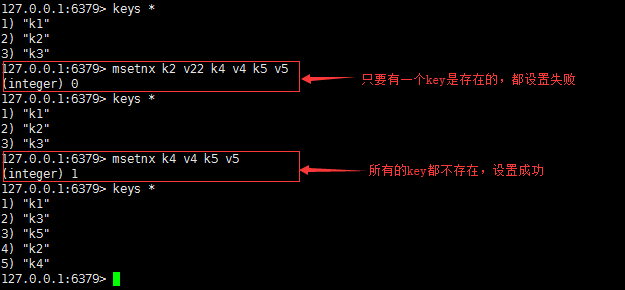 127.0.0.1:6379> keys *
1) "k1"
2) "k2"
3) "k3"
127.0.0.1:6379> msetnx k2 v22 k4 v4 k5 v5
(integer) 0
只要有一个key是存在的，都设置失败
127.0.0.1:6379> keys *
1) "k1"
2) "k2"
3) "k3"
127.0.0.1:6379> msetnx k4 v4 k5 v5
(integer) 1
所有的key都不存在，设置成功
127.0.0.1:6379> keys *
1) "k1"
2) "k3"
3) "k5"
4) "k2"
5) "k4"
127.0.0.1:6379>